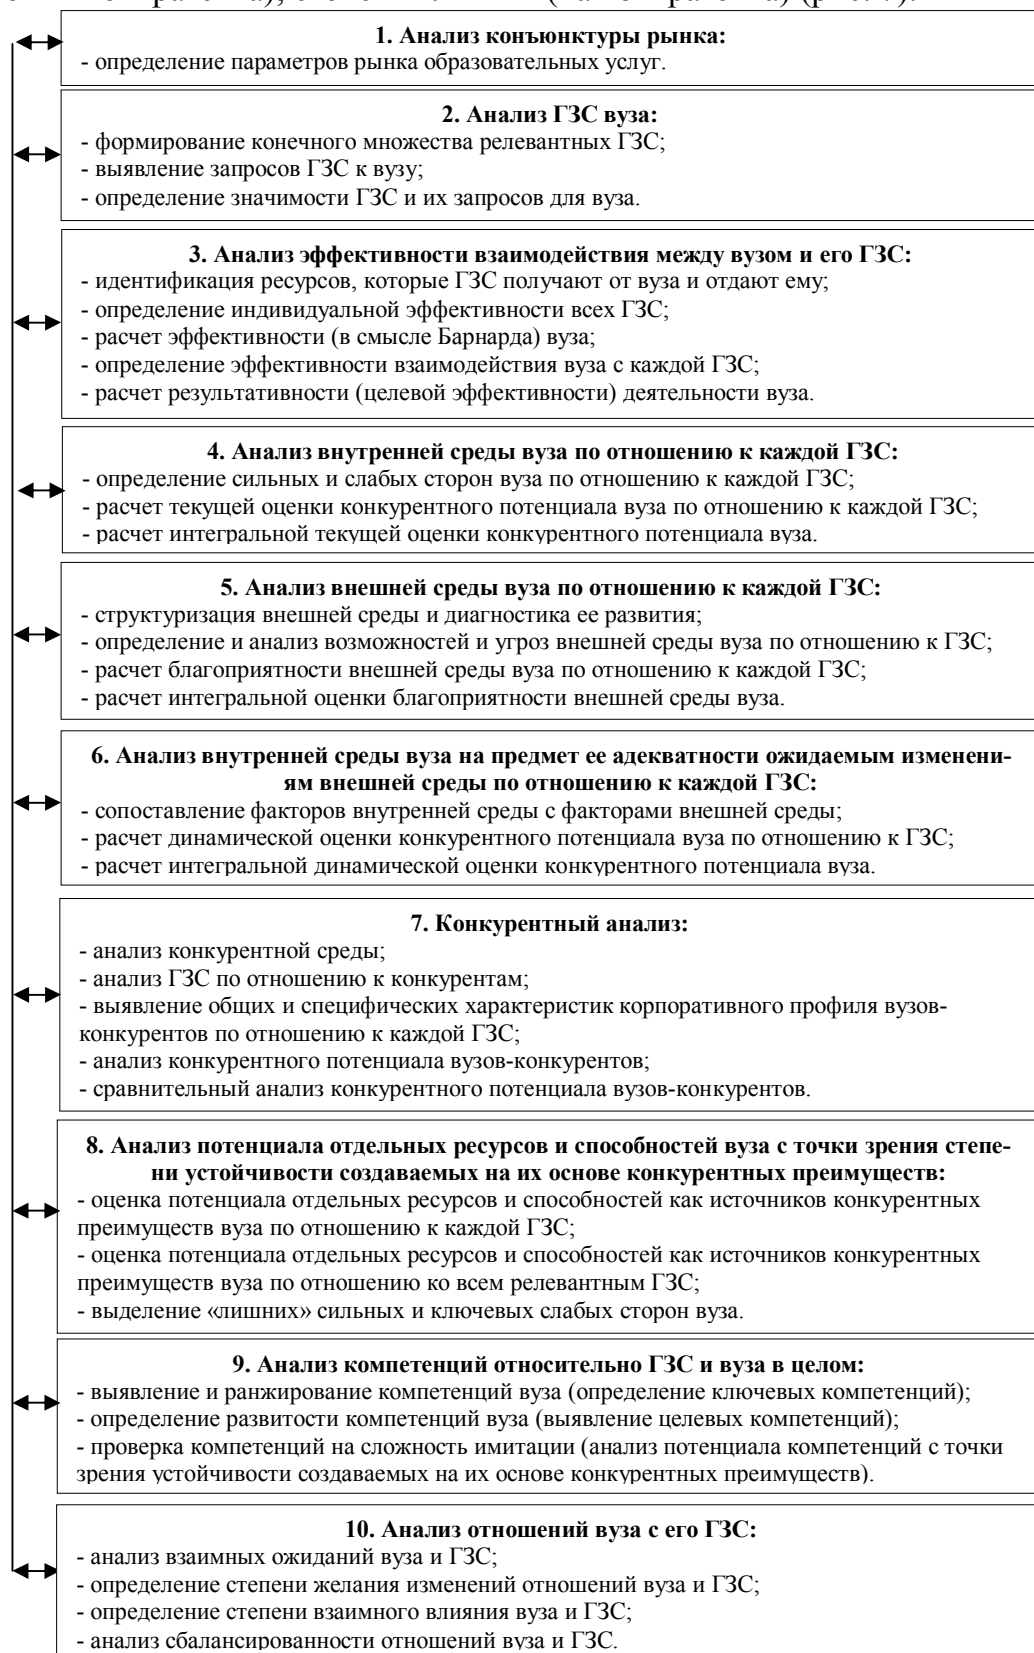 1. Анализ конъюнктуры рынка:
- определение параметров рынка образовательных услуг.
2. Анализ ГЗС вуза:
- формирование конечного множества релевантных ГЗС;
- выявление запросов ГЗС к вузу;
- определение значимости ГЗС и их запросов для вуза.
3. Анализ эффективности взаимодействия между вузом и его ГЗС:
- идентификация ресурсов, которые ГЗС получают от вуза и отдают ему;
- определение индивидуальной эффективности всех ГЗС;
- расчет эффективности (в смысле Барнарда) вуза;
- определение эффективности взаимодействия вуза с каждой ГЗС;
- расчет результативности (целевой эффективности) деятельности вуза.
4. Анализ внутренней среды вуза по отношению к каждой ГЗС:
- определение сильных и слабых сторон вуза по отношению к каждой ГЗС;
- расчет текущей оценки конкурентного потенциала вуза по отношению к каждой ГЗС;
- расчет интегральной текущей оценки конкурентного потенциала вуза.
5. Анализ внешней среды вуза по отношению к каждой ГЗС:
- структуризация внешней среды и диагностика ее развития;
- определение и анализ возможностей и угроз внешней среды вуза по отношению к ГЗС;
- расчет благоприятности внешней среды вуза по отношению к каждой ГЗС;
- расчет интегральной оценки благоприятности внешней среды вуза.
6. Анализ внутренней среды вуза на предмет ее адекватности ожидаемым изменени-
ям внешней среды по отношению к каждой ГЗС:
- сопоставление факторов внутренней среды с факторами внешней среды;
- расчет динамической оценки конкурентного потенциала вуза по отношению к ГЗС;
- расчет интегральной динамической оценки конкурентного потенциала вуза.
7. Конкурентный анализ:
- анализ конкурентной среды;
- анализ ГЗС по отношению к конкурентам;
- выявление общих и специфических характеристик корпоративного профиля вузов-
конкурентов по отношению к каждой ГЗС;
- анализ конкурентного потенциала вузов-конкурентов;
- сравнительный анализ конкурентного потенциала вузов-конкурентов.
8. Анализ потенциала отдельных ресурсов и способностей вуза с точки зрения степе-
ни устойчивости создаваемых на их основе конкурентных преимуществ:
- оценка потенциала отдельных ресурсов и способностей как источников конкурентных
преимуществ вуза по отношению к каждой ГЗС;
- оценка потенциала отдельных ресурсов и способностей как источников конкурентных
преимуществ вуза по отношению ко всем релевантным ГЗС;
- выделение «лишних» сильных и ключевых слабых сторон вуза.
9. Анализ компетенций относительно ГЗС и вуза в целом:
- выявление и ранжирование компетенций вуза (определение ключевых компетенций);
- определение развитости компетенций вуза (выявление целевых компетенций);
- проверка компетенций на сложность имитации (анализ потенциала компетенций с точки
зрения устойчивости создаваемых на их основе конкурентных преимуществ).
10. Анализ отношений вуза с его ГЗС:
- анализ взаимных ожиданий вуза и ГЗС;
- определение степени желания изменений отношений вуза и ГЗС;
- определение степени взаимного влияния вуза и ГЗС;
- анализ сбалансированности отношений вуза и ГЗС.